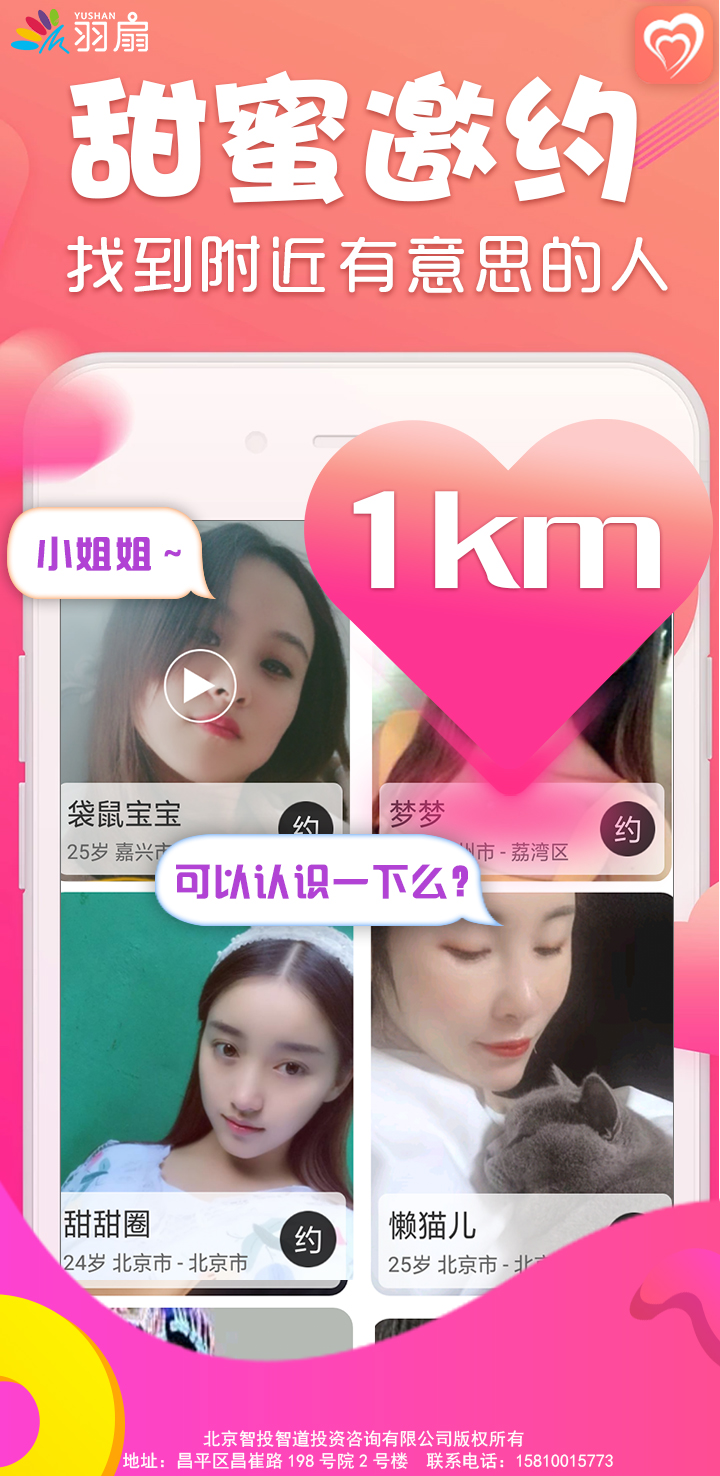 YUSHAN
羽扇
甜蜜邀约
找到附近有意思的人
1km
小姐姐~
袋鼠宝宝
约
25岁 嘉兴市
梦梦
约
州市 - 荔湾区
可以认识一下么?
甜甜圈
约
24岁 北京市 - 北京市
懒猫儿
25岁 北京市 - 北
北京智投智道投资咨询有限公司版权所有
地址：昌平区昌崔路 198 号院 2 号楼 联系电话：15810015773